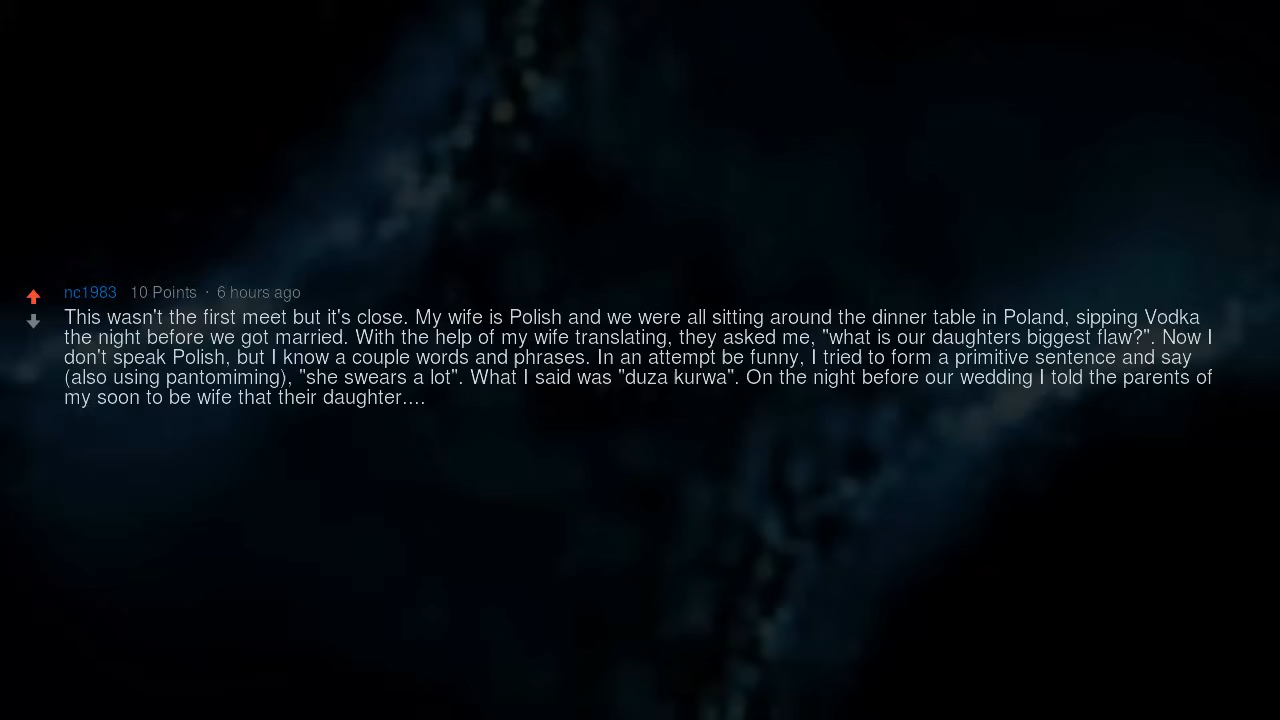 nc1983 10 Points · 6 hours ago
This wasn't the first meet but it's close. My wife is Polish and we were all sitting around the dinner table in Poland, sipping Vodka
the night before we got married. With the help of my wife translating, they asked me, "what is our daughters biggest flaw?". Now I
don't speak Polish, but I know a couple words and phrases. In an attempt be funny, I tried to form a primitive sentence and say
(also using pantomiming), "she swears a lot". What I said was "duza kurwa". On the night before our wedding I told the parents of
my soon to be wife that their daughter....